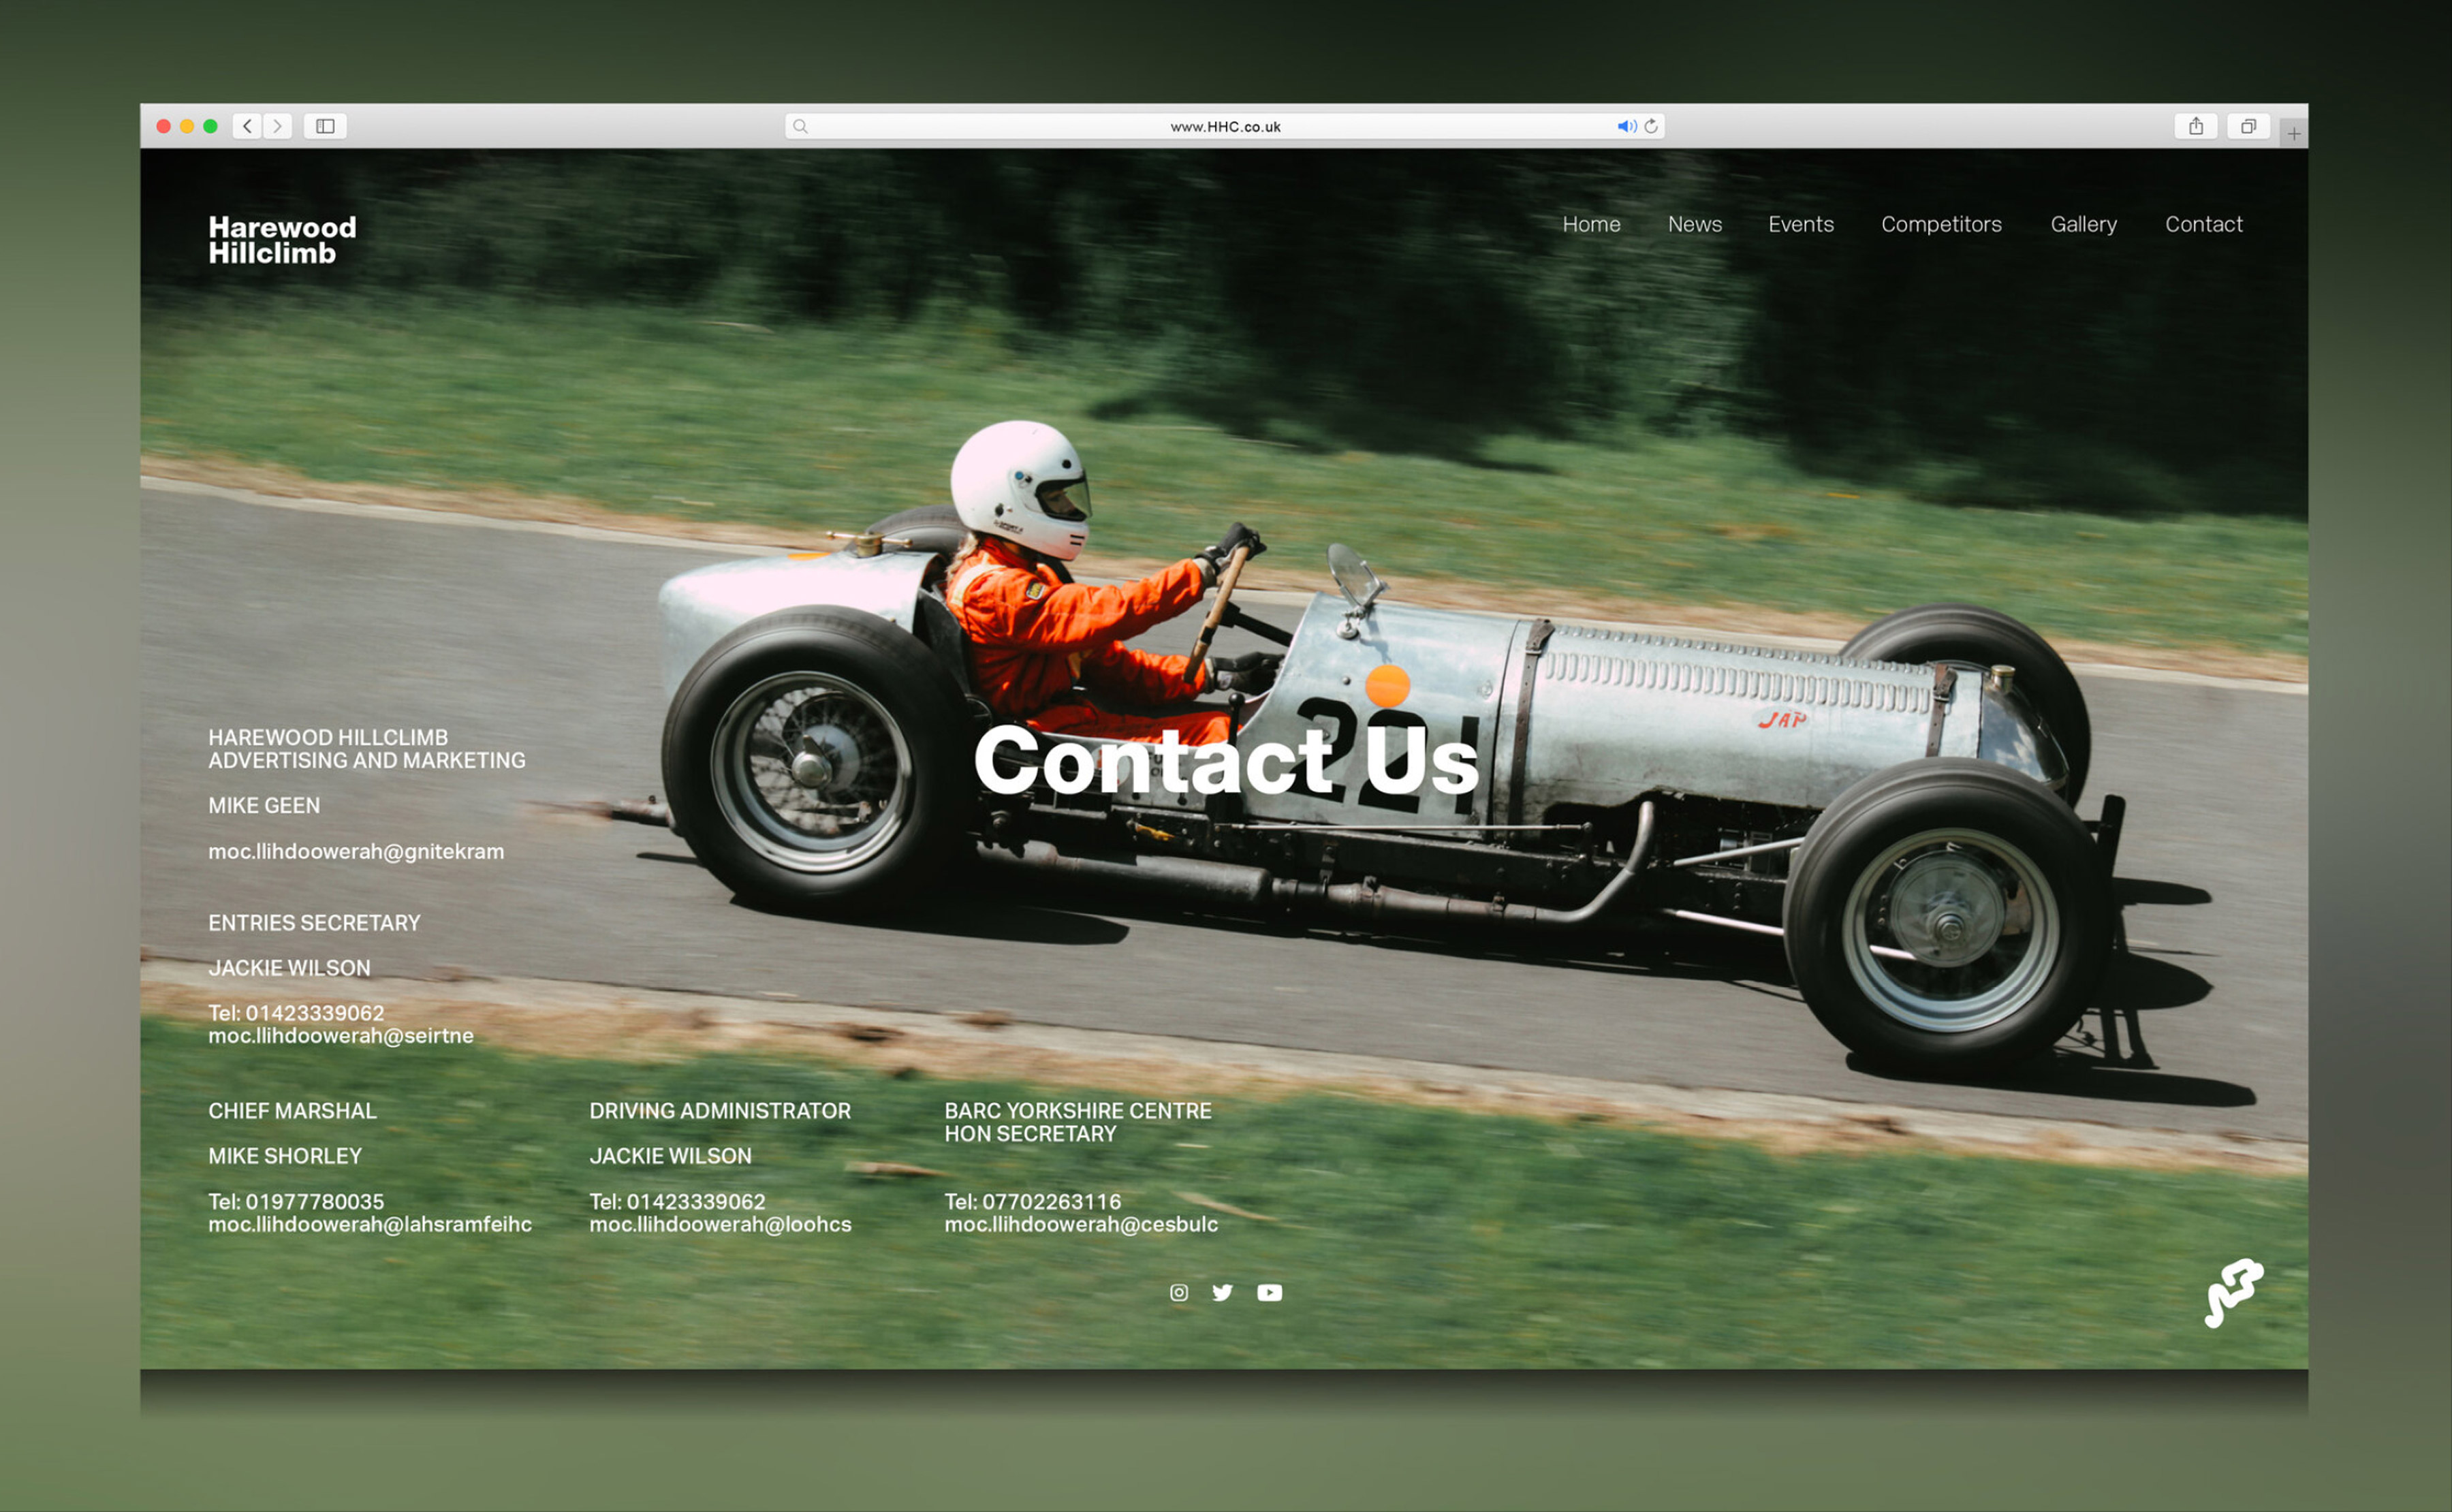 www.HHC.co.uk
Harewood
Hillclimb
Home News Events Competitors Gallery Contact
JAP
221
Contact Us
HAREWOOD HILLCLIMB
ADVERTISING AND MARKETING
MIKE GEEN
moc.llihdoowerah@gnitekram
ENTRIES SECRETARY
JACKIE WILSON
Tel: 01423339062
moc.llihdoowerah@seirtne
CHIEF MARSHAL
MIKE SHORLEY
Tel: 01977780035
moc.llihdoowerah@lahsramfeihc
DRIVING ADMINISTRATOR
JACKIE WILSON
Tel: 01423339062
moc.llihdoowerah@loohcs
BARC YORKSHIRE CENTRE
HON SECRETARY
Tel: 07702263116
moc.llihdoowerah@cesbulc